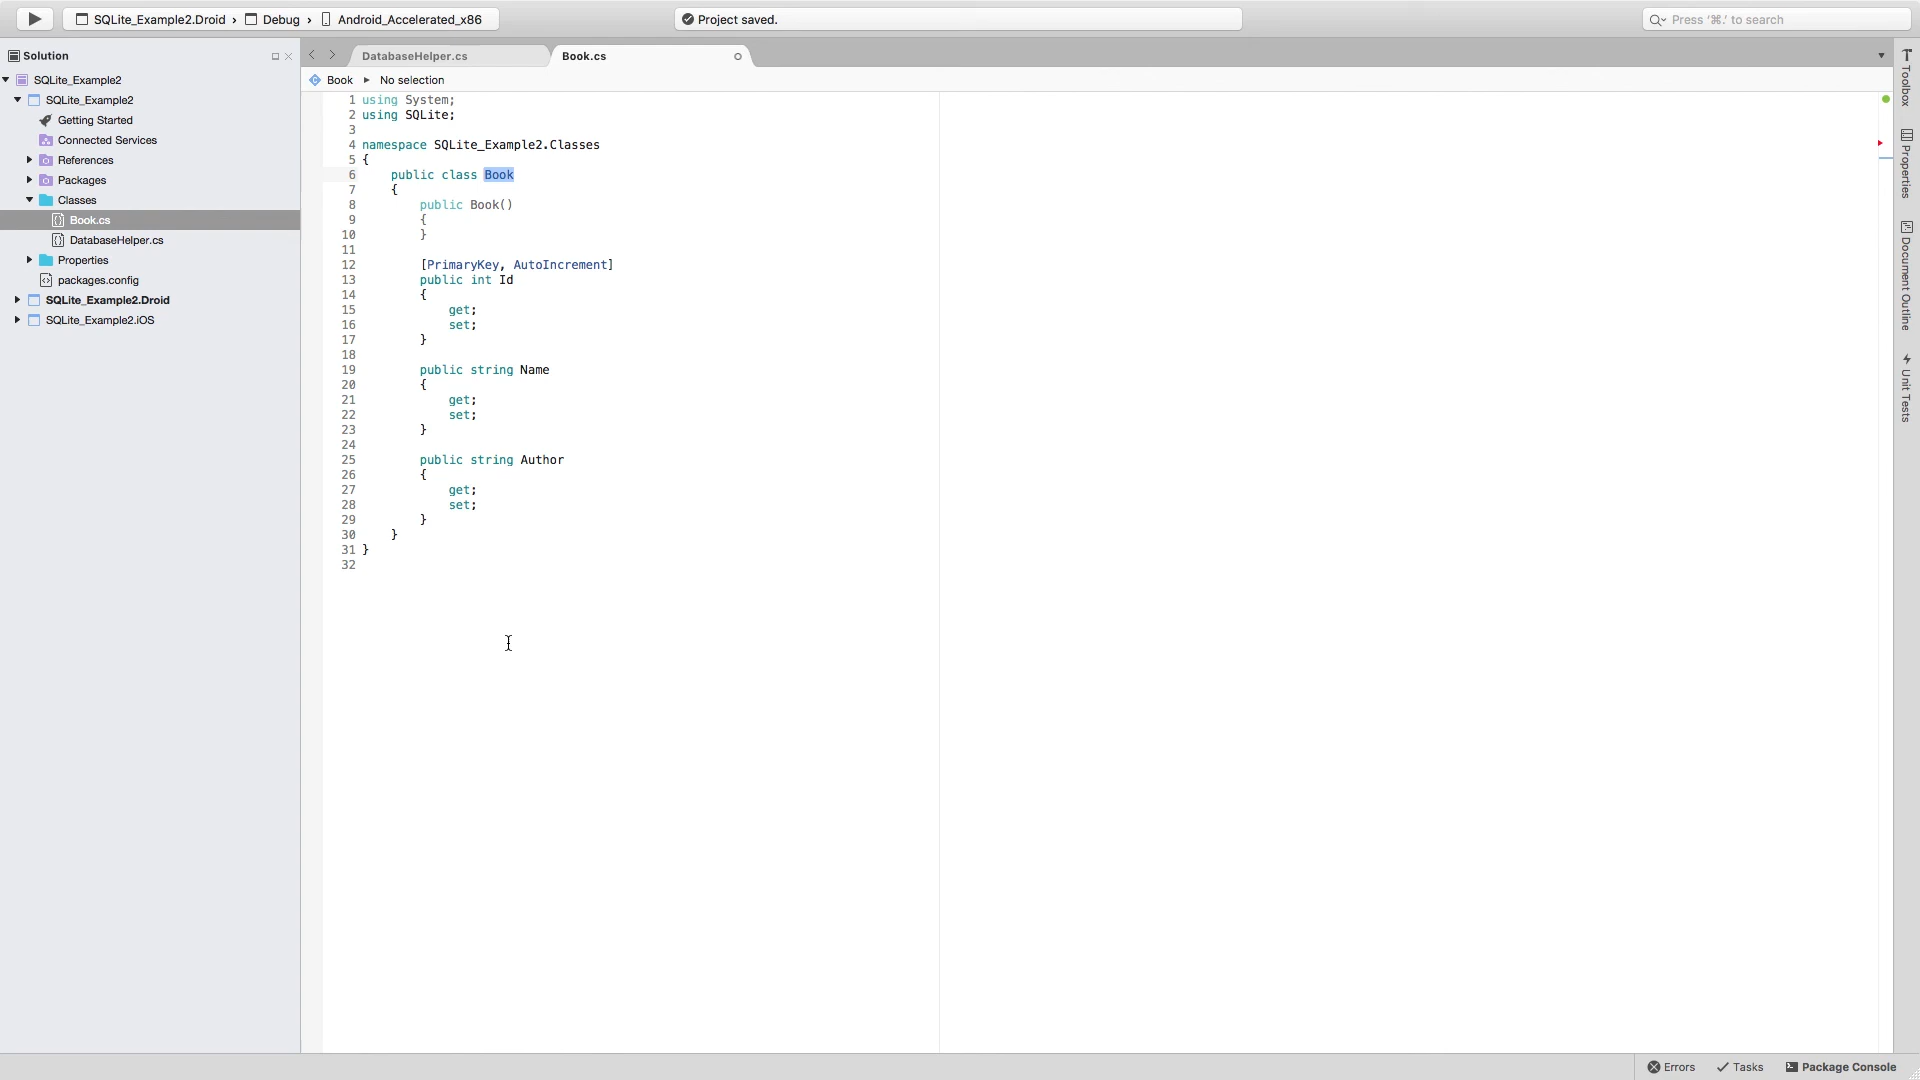 SQLite_Example2.Droid › Debug › Android_Accelerated_x86
Project saved.
Press '⌘.' to search
Solution
SQLite_Example2
SQLite_Example2
Getting Started
Connected Services
References
Packages
Classes
Book.cs
DatabaseHelper.cs
Properties
packages.config
SQLite_Example2.Droid
SQLite_Example2.iOS
DatabaseHelper.cs
Book.cs
Book ▸ No selection
1 using System;
2 using SQLite;
3
4 namespace SQLite_Example2.Classes
5 {
6 public class Book
7 {
8 public Book()
9 {
10 }
11
12 [PrimaryKey, AutoIncrement]
13 public int Id
14 {
15 get;
16 set;
17 }
18
19 public string Name
20 {
21 get;
22 set;
23 }
24
25 public string Author
26 {
27 get;
28 set;
29 }
30 }
31 }
32
Toolbox
Properties
Document Outline
Unit Tests
Errors
Tasks
Package Console